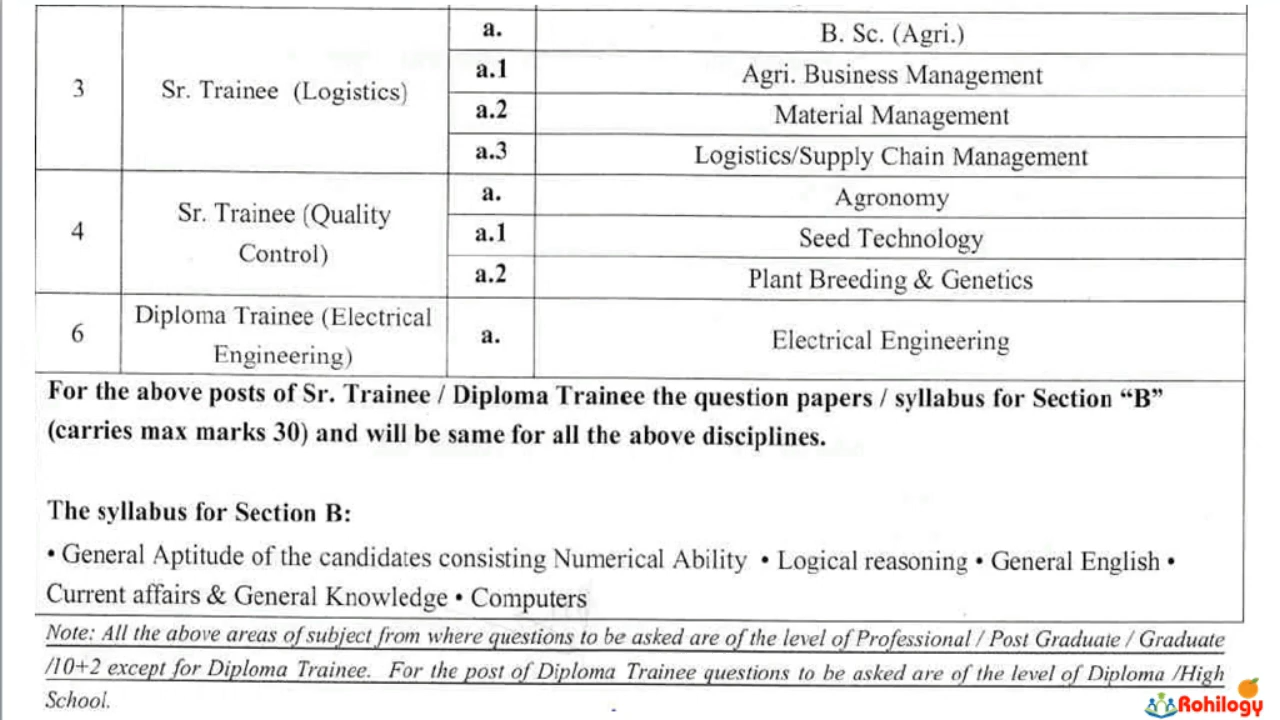 a. B. Sc. (Agri.)
3 Sr. Trainee (Logistics) a.1 Agri. Business Management
a.2 Material Management
a.3 Logistics/Supply Chain Management
a. Agronomy
4 Sr. Trainee (Quality Control) a.1 Seed Technology
a.2 Plant Breeding & Genetics
6 Diploma Trainee (Electrical Engineering) a. Electrical Engineering
For the above posts of Sr. Trainee / Diploma Trainee the question papers / syllabus for Section “B”
(carries max marks 30) and will be same for all the above disciplines.
The syllabus for Section B:
• General Aptitude of the candidates consisting Numerical Ability • Logical reasoning • General English •
Current affairs & General Knowledge • Computers
Note: All the above areas of subject from where questions to be asked are of the level of Professional / Post Graduate / Graduate
/10+2 except for Diploma Trainee. For the post of Diploma Trainee questions to be asked are of the level of Diploma /High
School.
Rohilogy